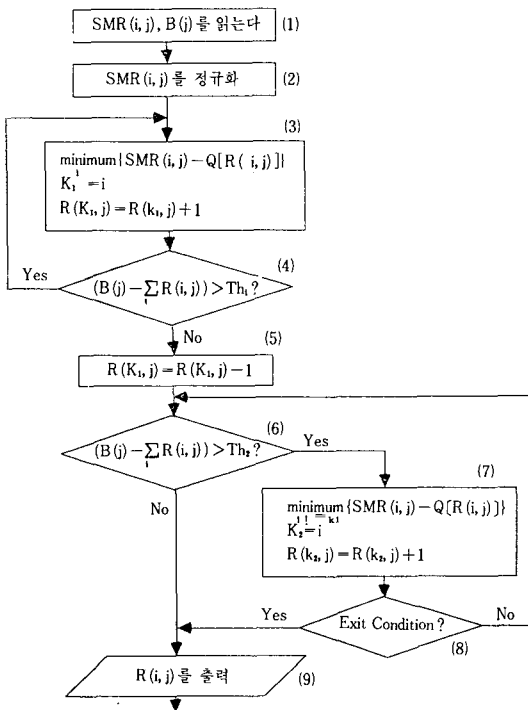 SMR(i, j), B(j)를 읽는다 (1)
SMR(i, j)를 정규화 (2)
(3)
minimum{SMR(i, j)−Q[R( i, j)]}
i
K₁ =i
R(K₁, j)=R(k₁, j)+1
(4)
Yes
(B(j)−∑R(i, j))>Th₁?
i
No
(5)
R(K₁, j)=R(K₁, j)−1
(6)
(B(j)−∑R(i, j))>Th₂?
i
Yes
(7)
No
minimum{SMR(i, j)−Q[R(i, j)]}
i != k1
K₂=i
R(k₂, j)=R(k₂, j)+1
Yes
Exit Condition?
No
(8)
R(i, j)를 출력 (9)